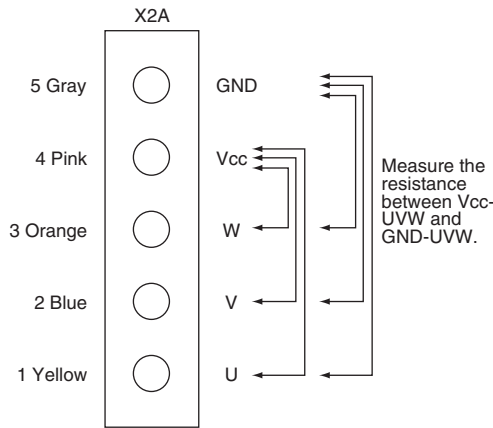 X2A
5 Gray GND
4 Pink Vcc
3 Orange W
2 Blue V
1 Yellow U
Measure the
resistance
between Vcc-
UVW and
GND-UVW.